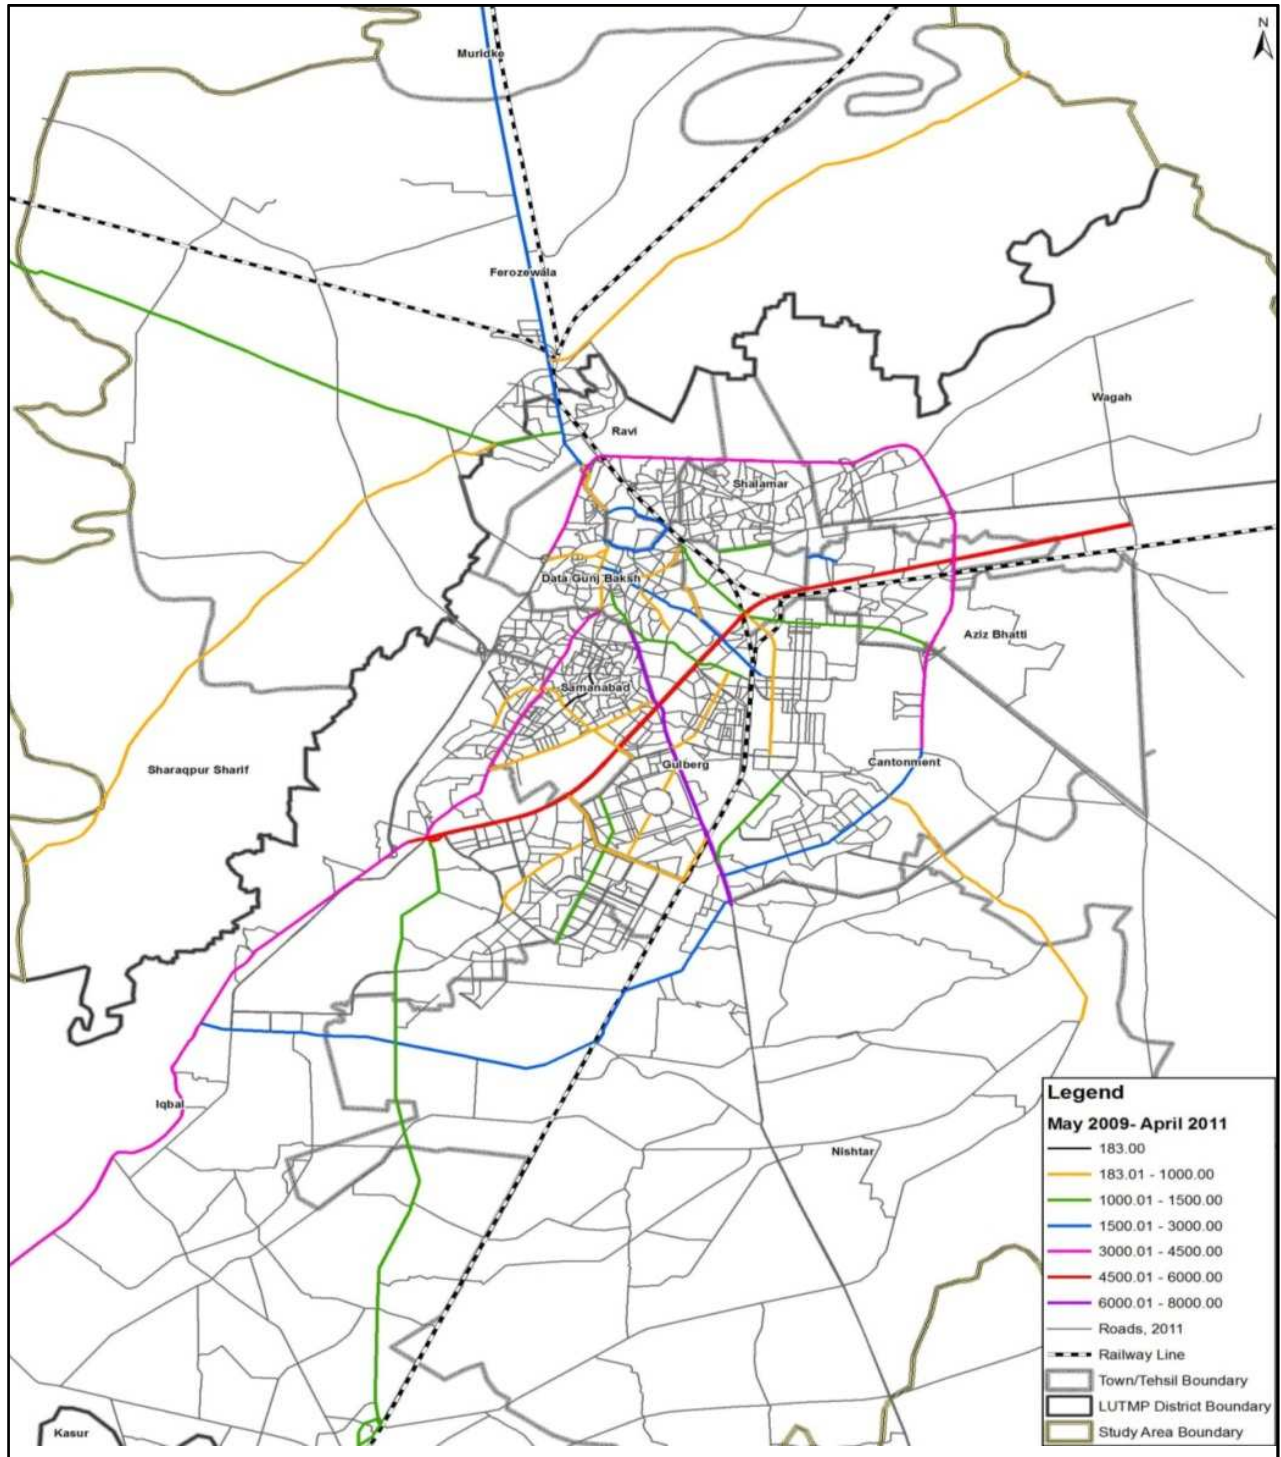 N
Muridke
Ferozewala
Wagah
Ravi
Shalamar
Data Gunj Baksh
Aziz Bhatti
Samanabad
Sharaqpur Sharif
Gulberg
Cantonment
Iqbal
Nishtar
Kasur
Legend
May 2009- April 2011
183.00
183.01 - 1000.00
1000.01 - 1500.00
1500.01 - 3000.00
3000.01 - 4500.00
4500.01 - 6000.00
6000.01 - 8000.00
Roads, 2011
Railway Line
Town/Tehsil Boundary
LUTMP District Boundary
Study Area Boundary